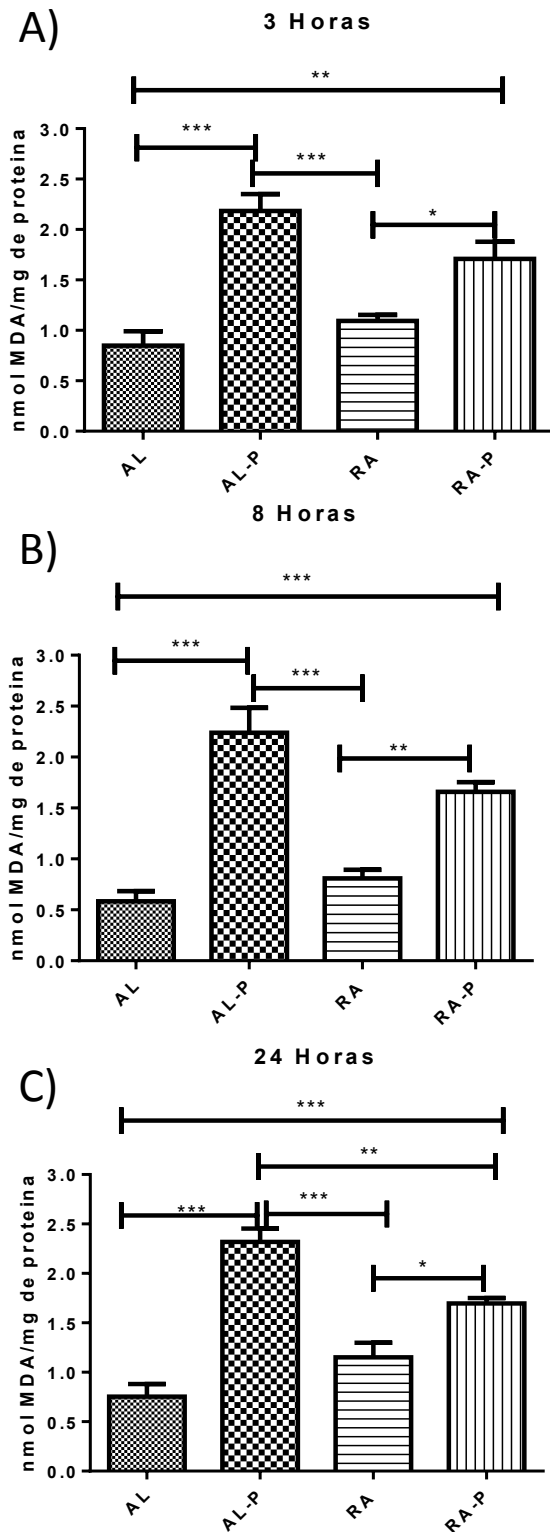 A)
3 Horas
**
***
***
*
nmol MDA/mg de proteina
3.0
2.5
2.0
1.5
1.0
0.5
0.0
AL
AL-P
RA
RA-P
8 Horas
B)
***
***
***
**
nmol MDA/mg de proteina
3.0
2.5
2.0
1.5
1.0
0.5
0.0
AL
AL-P
RA
RA-P
24 Horas
C)
***
**
***
***
*
nmol MDA/mg de proteina
3.0
2.5
2.0
1.5
1.0
0.5
0.0
AL
AL-P
RA
RA-P